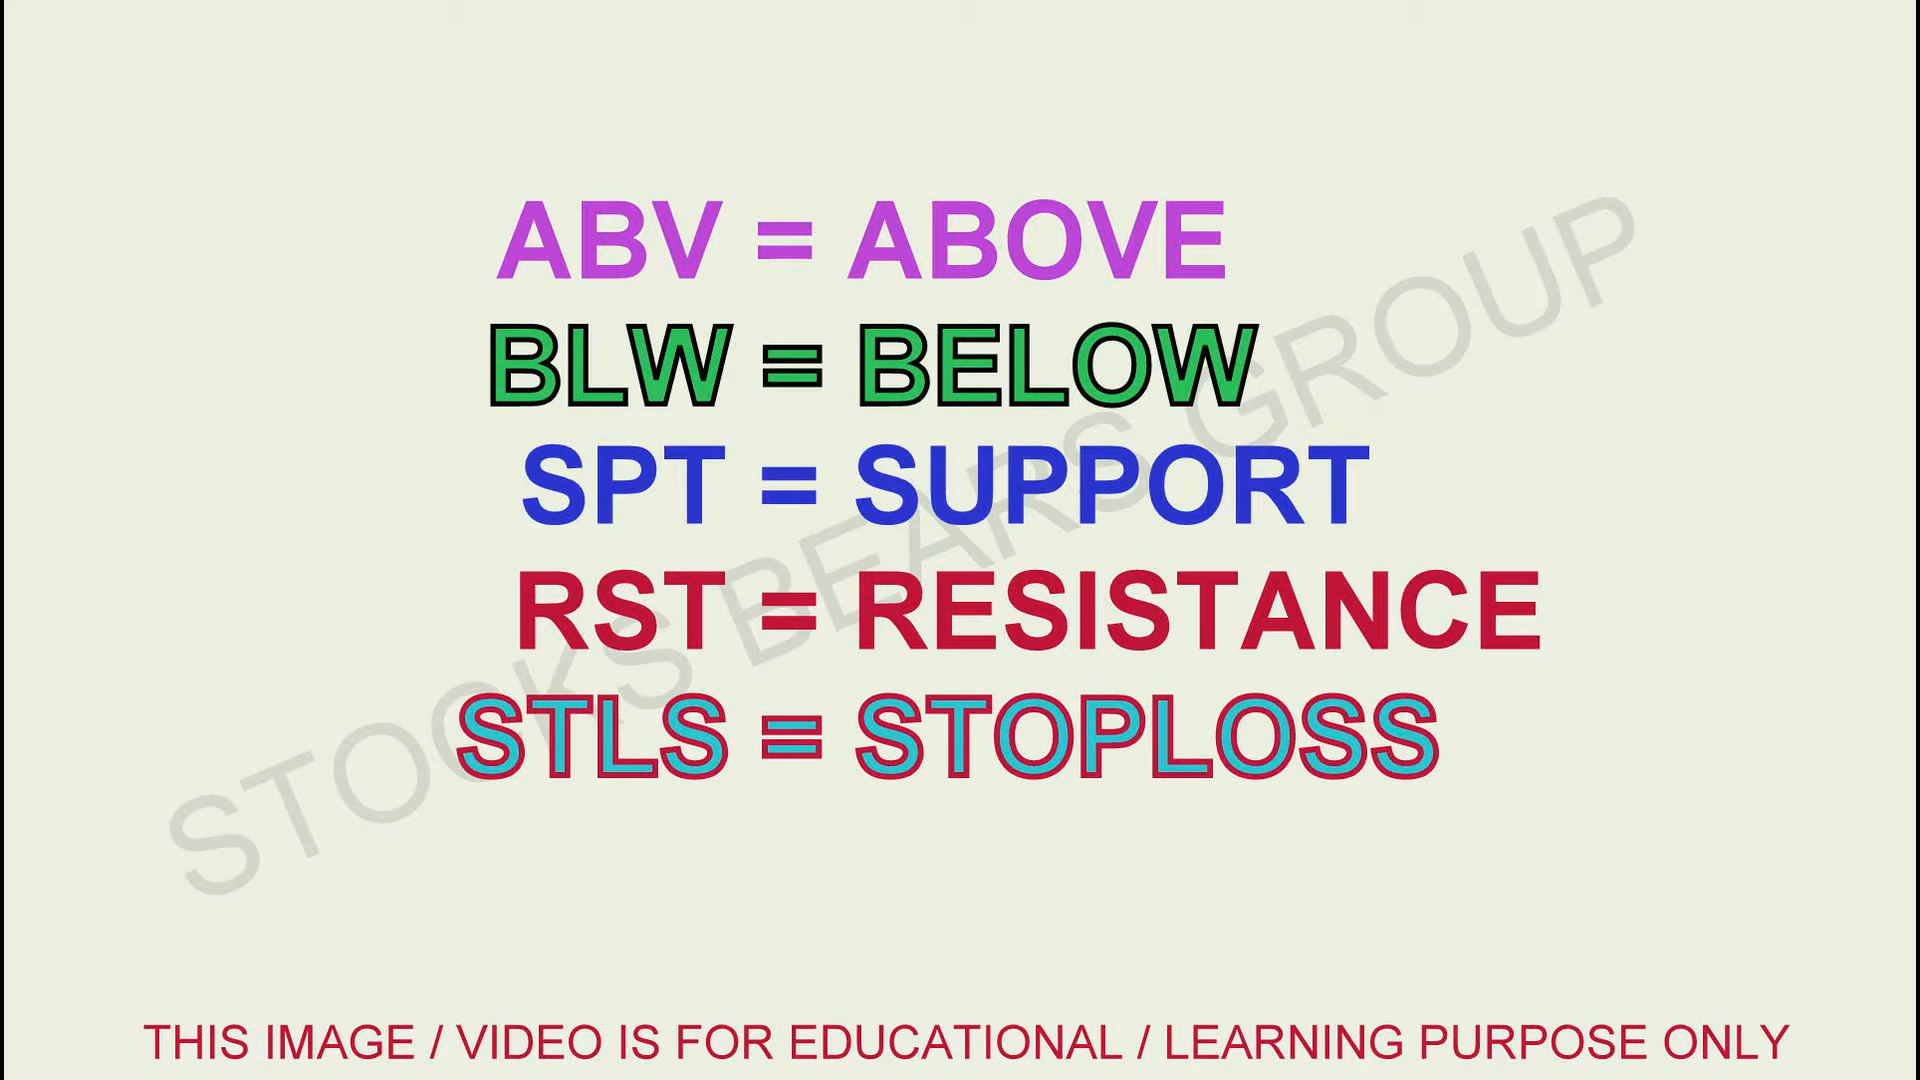 ABV = ABOVE
BLW = BELOW
SPT = SUPPORT
RST = RESISTANCE
STLS = STOPLOSS
STOCKS BEARS GROUP
THIS IMAGE / VIDEO IS FOR EDUCATIONAL / LEARNING PURPOSE ONLY